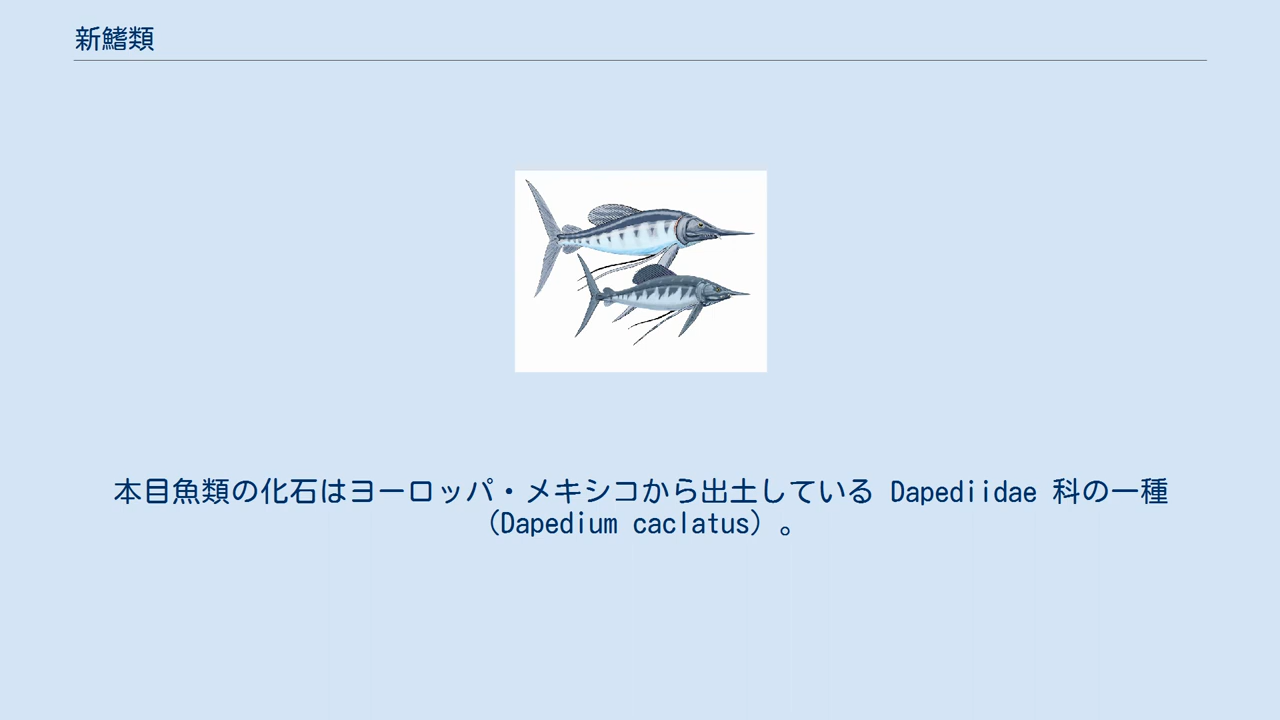 新鰭類
本目魚類の化石はヨーロッパ・メキシコから出土している Dapediidae 科の一種
（Dapedium caclatus）。